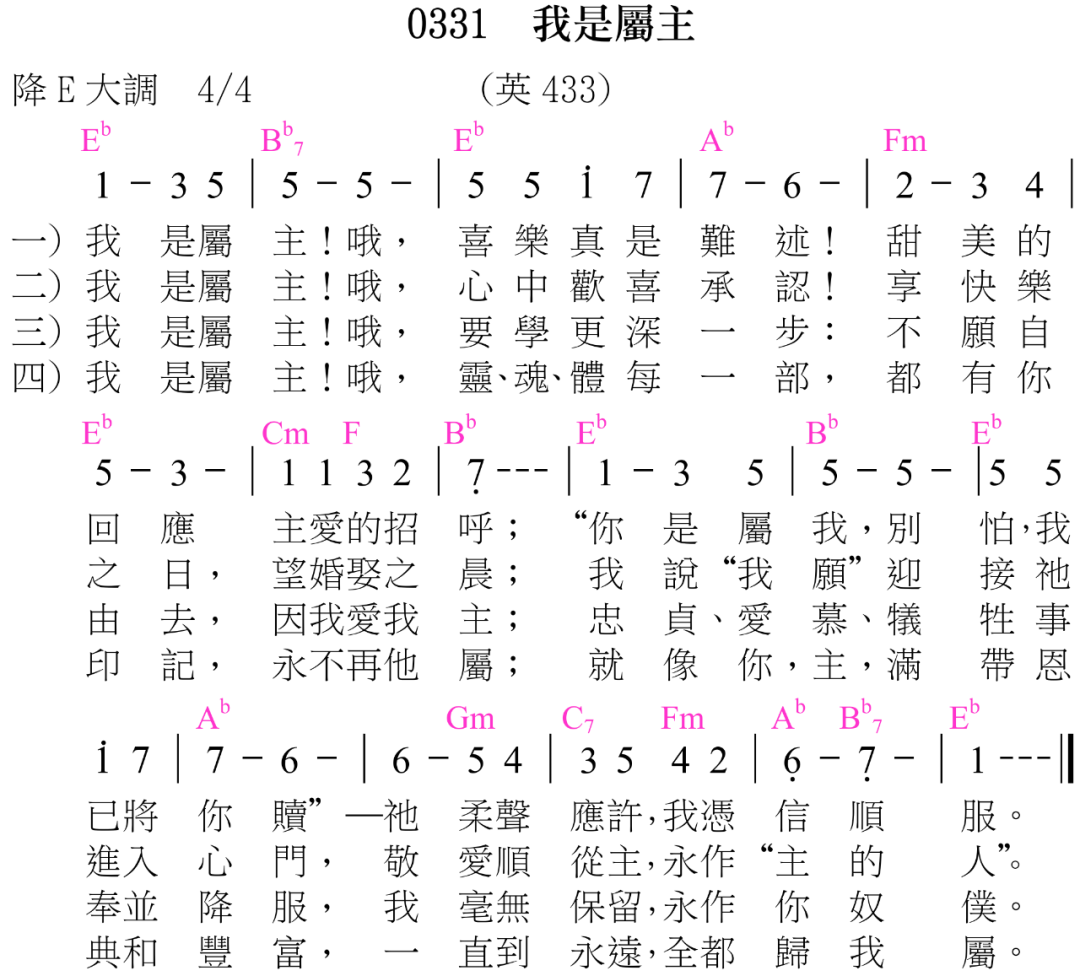 0331 我是屬主
降E大調 4/4 (英433)
E♭ B♭7 E♭ A♭ Fm
1 - 3 5 | 5 - 5 - | 5 5 i̇ 7 | 7 - 6 - | 2 - 3 4 |
一)我 是屬 主!哦, 喜樂真是 難 述! 甜 美的
二)我 是屬 主!哦, 心中歡喜 承 認! 享 快樂
三)我 是屬 主!哦, 要學更深 一 步: 不 願自
四)我 是屬 主!哦, 靈、魂、體每 一 部, 都 有你
E♭ Cm F B♭ E♭ B♭ E♭
5 - 3 - | 1 1 3 2 | 7̣ --- | 1 - 3 5 | 5 - 5 - | 5 5
回 應 主愛的招 呼; “你 是 屬 我,別 怕,我
之 日, 望婚娶之 晨; 我 說“我 願”迎 接祂
由 去, 因我愛我 主; 忠 貞、愛 慕、犧 牲事
印 記, 永不再他 屬; 就 像 你,主,滿 帶恩
A♭ Gm C7 Fm A♭ B♭7 E♭
i̇ 7 | 7 - 6 - | 6 - 5 4 | 3 5 4 2 | 6̣ - 7̣ - | 1 --- ||
已將 你 贖”—祂 柔聲 應許,我憑 信 順 服。
進入 心 門, 敬 愛順 從主,永作“主 的 人”。
奉並 降 服, 我 毫無 保留,永作 你 奴 僕。
典和 豐 富, 一 直到 永遠,全都 歸 我 屬。